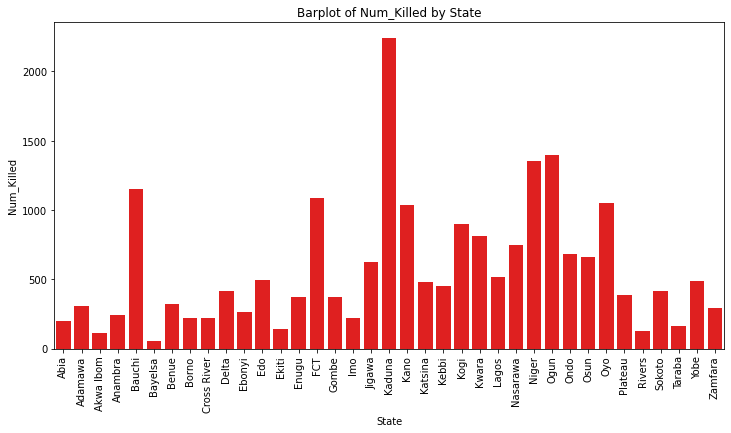 Barplot of Num_Killed by State
Num_Killed
2000
1500
1000
500
0
Abia
Adamawa
Akwa Ibom
Anambra
Bauchi
Bayelsa
Benue
Borno
Cross River
Delta
Ebonyi
Edo
Ekiti
Enugu
FCT
Gombe
Imo
Jigawa
Kaduna
Kano
Katsina
Kebbi
Kogi
Kwara
Lagos
Nasarawa
Niger
Ogun
Ondo
Osun
Oyo
Plateau
Rivers
Sokoto
Taraba
Yobe
Zamfara
State